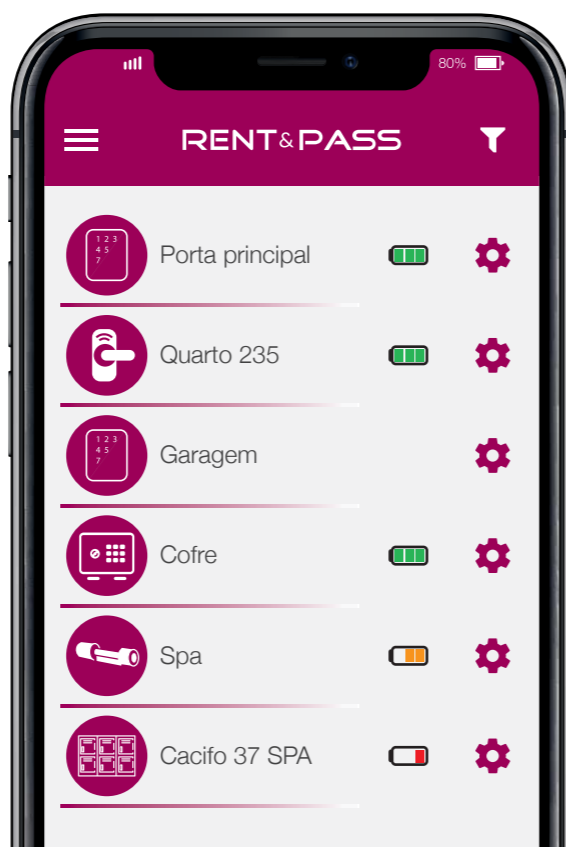 80%
RENT&PASS
1 2 3
4 5
7
Porta principal
Quarto 235
1 2 3
4 5
7
Garagem
Cofre
Spa
Cacifo 37 SPA